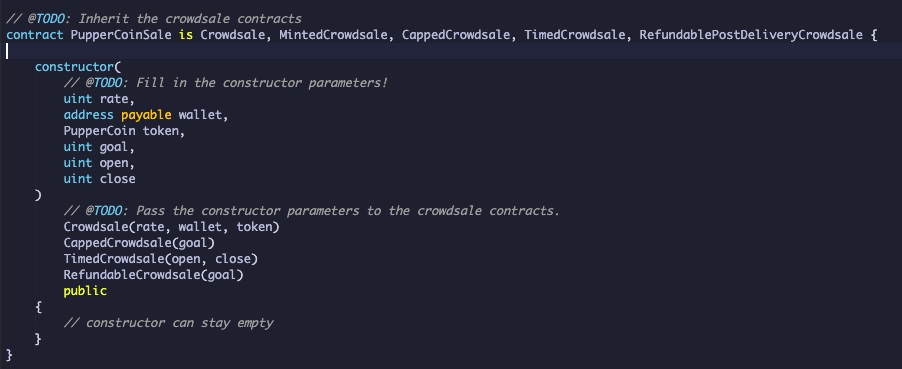 // @TODO: Inherit the crowdsale contracts
contract PupperCoinSale is Crowdsale, MintedCrowdsale, CappedCrowdsale, TimedCrowdsale, RefundablePostDeliveryCrowdsale {
constructor(
// @TODO: Fill in the constructor parameters!
uint rate,
address payable wallet,
PupperCoin token,
uint goal,
uint open,
uint close
)
// @TODO: Pass the constructor parameters to the crowdsale contracts.
Crowdsale(rate, wallet, token)
CappedCrowdsale(goal)
TimedCrowdsale(open, close)
RefundableCrowdsale(goal)
public
{
// constructor can stay empty
}
}